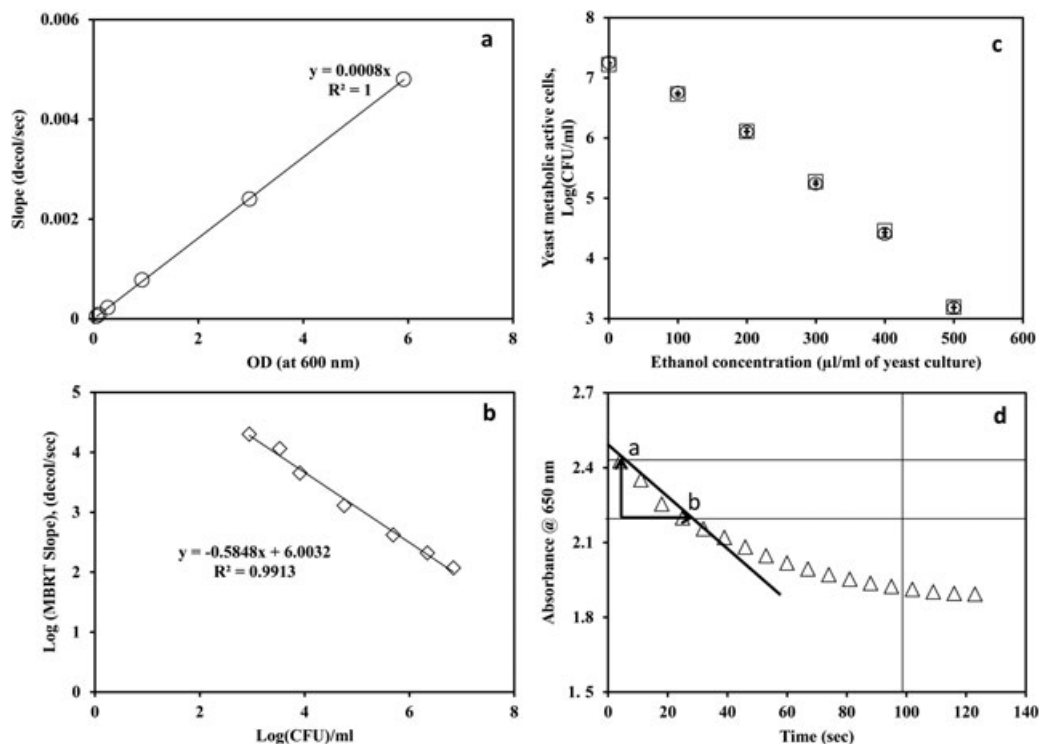 a
0.006
0.004
0.002
0
Slope (decol/sec)
y = 0.0008x
R² = 1
0 2 4 6 8
OD (at 600 nm)
c
8
7
6
5
4
3
Yeast metabolic active cells,
Log(CFU/ml)
0 100 200 300 400 500 600
Ethanol concentration (µl/ml of yeast culture)
b
5
4
3
2
1
0
Log (MBRT Slope), (decol/sec)
y = -0.5848x + 6.0032
R² = 0.9913
0 2 4 6 8
Log(CFU)/ml
d
2.7
2.4
2.1
1.8
1. 5
Absorbance @ 650 nm
a
b
0 20 40 60 80 100 120 140
Time (sec)